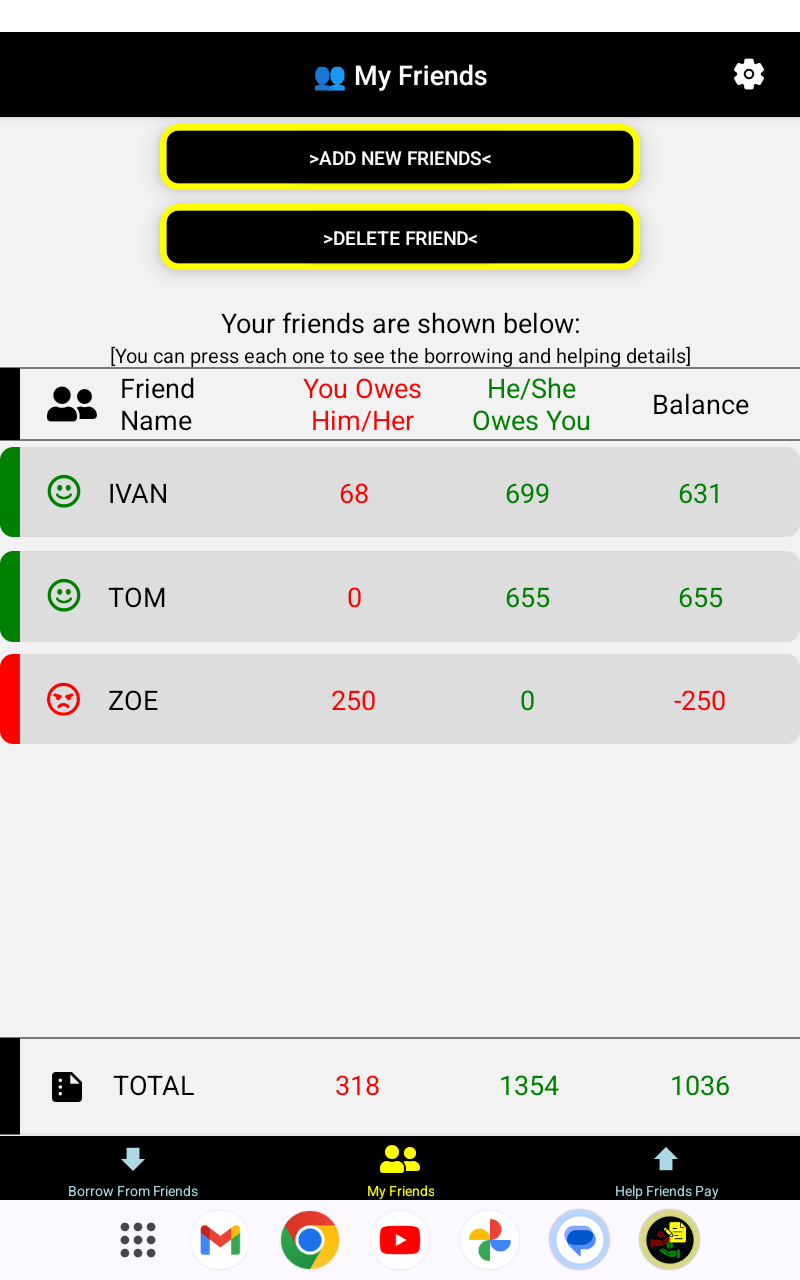 👥 My Friends
>ADD NEW FRIENDS<
>DELETE FRIEND<
Your friends are shown below:
[You can press each one to see the borrowing and helping details]
Friend Name You Owes Him/Her He/She Owes You Balance
IVAN 68 699 631
TOM 0 655 655
ZOE 250 0 -250
TOTAL 318 1354 1036
Borrow From Friends My Friends Help Friends Pay